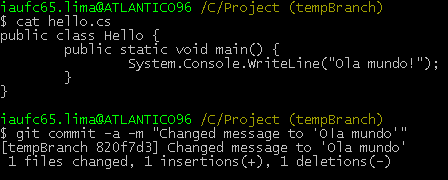 iaufc65.lima@ATLANTICO96 /C/Project (tempBranch)
$ cat hello.cs
public class Hello {
        public static void main() {
                System.Console.WriteLine("Ola mundo!");
        }
}

iaufc65.lima@ATLANTICO96 /C/Project (tempBranch)
$ git commit -a -m "Changed message to 'Ola mundo'"
[tempBranch 820f7d3] Changed message to 'Ola mundo'
 1 files changed, 1 insertions(+), 1 deletions(-)